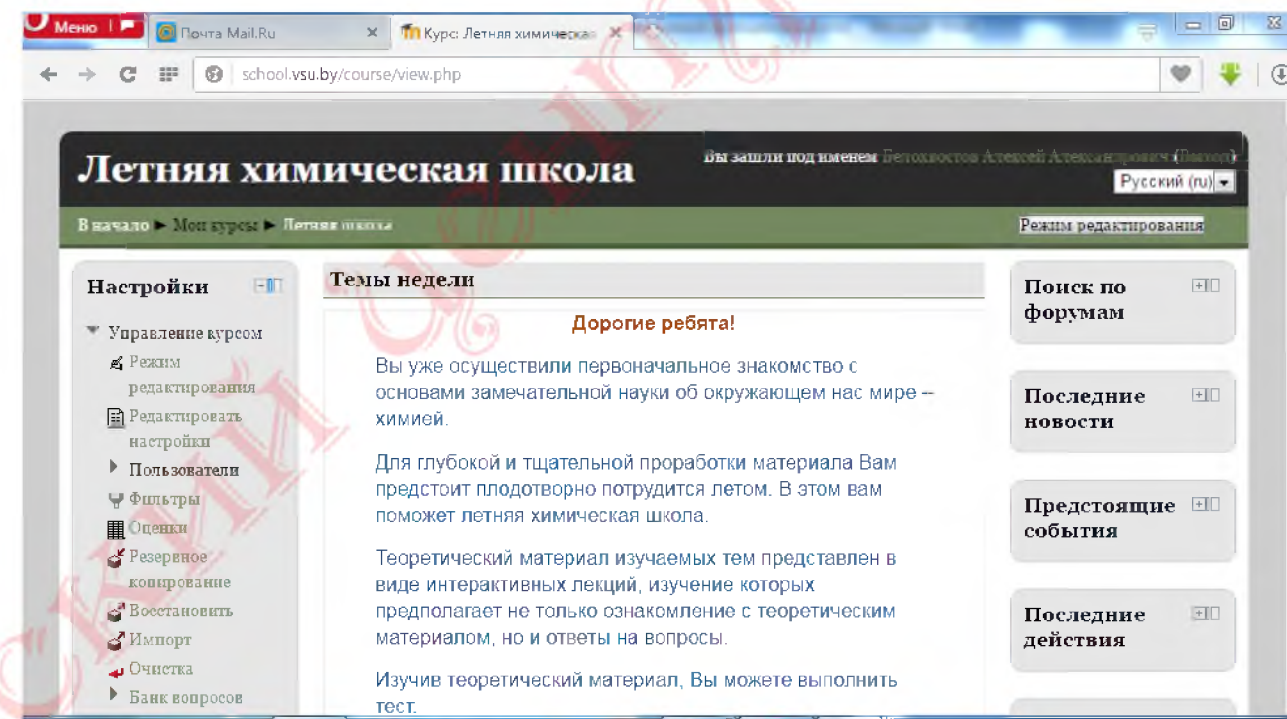 Меню
Почта Mail.Ru
Курс: Летняя химическая
school.vsu.by/course/view.php
Летняя химическая школа
Вы зашли под именем Белохвостов Алексей Александрович (Выход)
Русский (ru)
В начало ► Мои курсы ► Летняя школа
Режим редактирования
Настройки
Управление курсом
Режим
редактирования
Редактировать
настройки
Пользователи
Фильтры
Оценки
Резервное
копирование
Восстановить
Импорт
Очистка
Банк вопросов
Темы недели
Дорогие ребята!
Вы уже осуществили первоначальное знакомство с
основами замечательной науки об окружающем нас мире –
химией.
Для глубокой и тщательной проработки материала Вам
предстоит плодотворно потрудится летом. В этом вам
поможет летняя химическая школа.
Теоретический материал изучаемых тем представлен в
виде интерактивных лекций, изучение которых
предполагает не только ознакомление с теоретическим
материалом, но и ответы на вопросы.
Изучив теоретический материал, Вы можете выполнить
тест.
Поиск по
форумам
Последние
новости
Предстоящие
события
Последние
действия